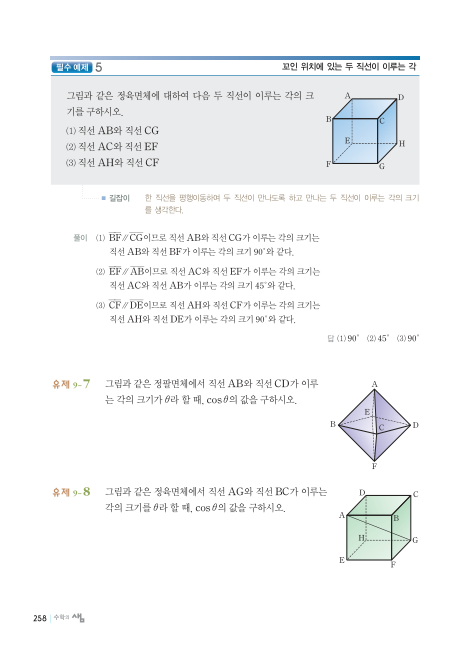 필수 예제 5
꼬인 위치에 있는 두 직선이 이루는 각
그림과 같은 정육면체에 대하여 다음 두 직선이 이루는 각의 크
기를 구하시오.
⑴ 직선 AB와 직선 CG
⑵ 직선 AC와 직선 EF
⑶ 직선 AH와 직선 CF
A
D
B
C
E
H
F
G
길잡이 한 직선을 평행이동하여 두 직선이 만나도록 하고 만나는 두 직선이 이루는 각의 크기
를 생각한다.
풀이 ⑴ BF∥CG이므로 직선 AB와 직선 CG가 이루는 각의 크기는
직선 AB와 직선 BF가 이루는 각의 크기 90°와 같다.
⑵ EF∥AB이므로 직선 AC와 직선 EF가 이루는 각의 크기는
직선 AC와 직선 AB가 이루는 각의 크기 45°와 같다.
⑶ CF∥DE이므로 직선 AH와 직선 CF가 이루는 각의 크기는
직선 AH와 직선 DE가 이루는 각의 크기 90°와 같다.
답 ⑴ 90° ⑵ 45° ⑶ 90°
유제 9-7 그림과 같은 정팔면체에서 직선 AB와 직선 CD가 이루
는 각의 크기가 θ라 할 때, cos θ의 값을 구하시오.
A
E
B
C
D
F
유제 9-8 그림과 같은 정육면체에서 직선 AG와 직선 BC가 이루는
각의 크기를 θ라 할 때, cos θ의 값을 구하시오.
D
C
A
B
H
G
E
F
258 수학의 샘